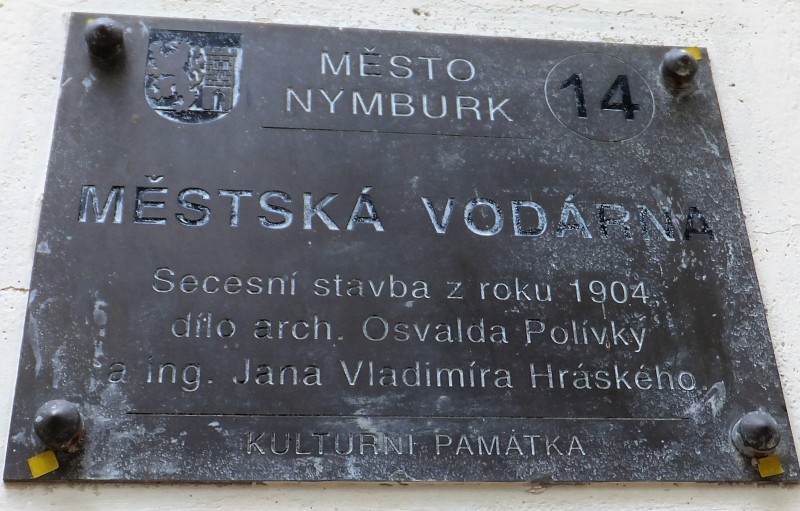 MĚSTO
NYMBURK
14
MĚSTSKÁ VODÁRNA
Secesní stavba z roku 1904,
dílo arch. Osvalda Polívky
a ing. Jana Vladimíra Hráského.
KULTURNÍ PAMÁTKA